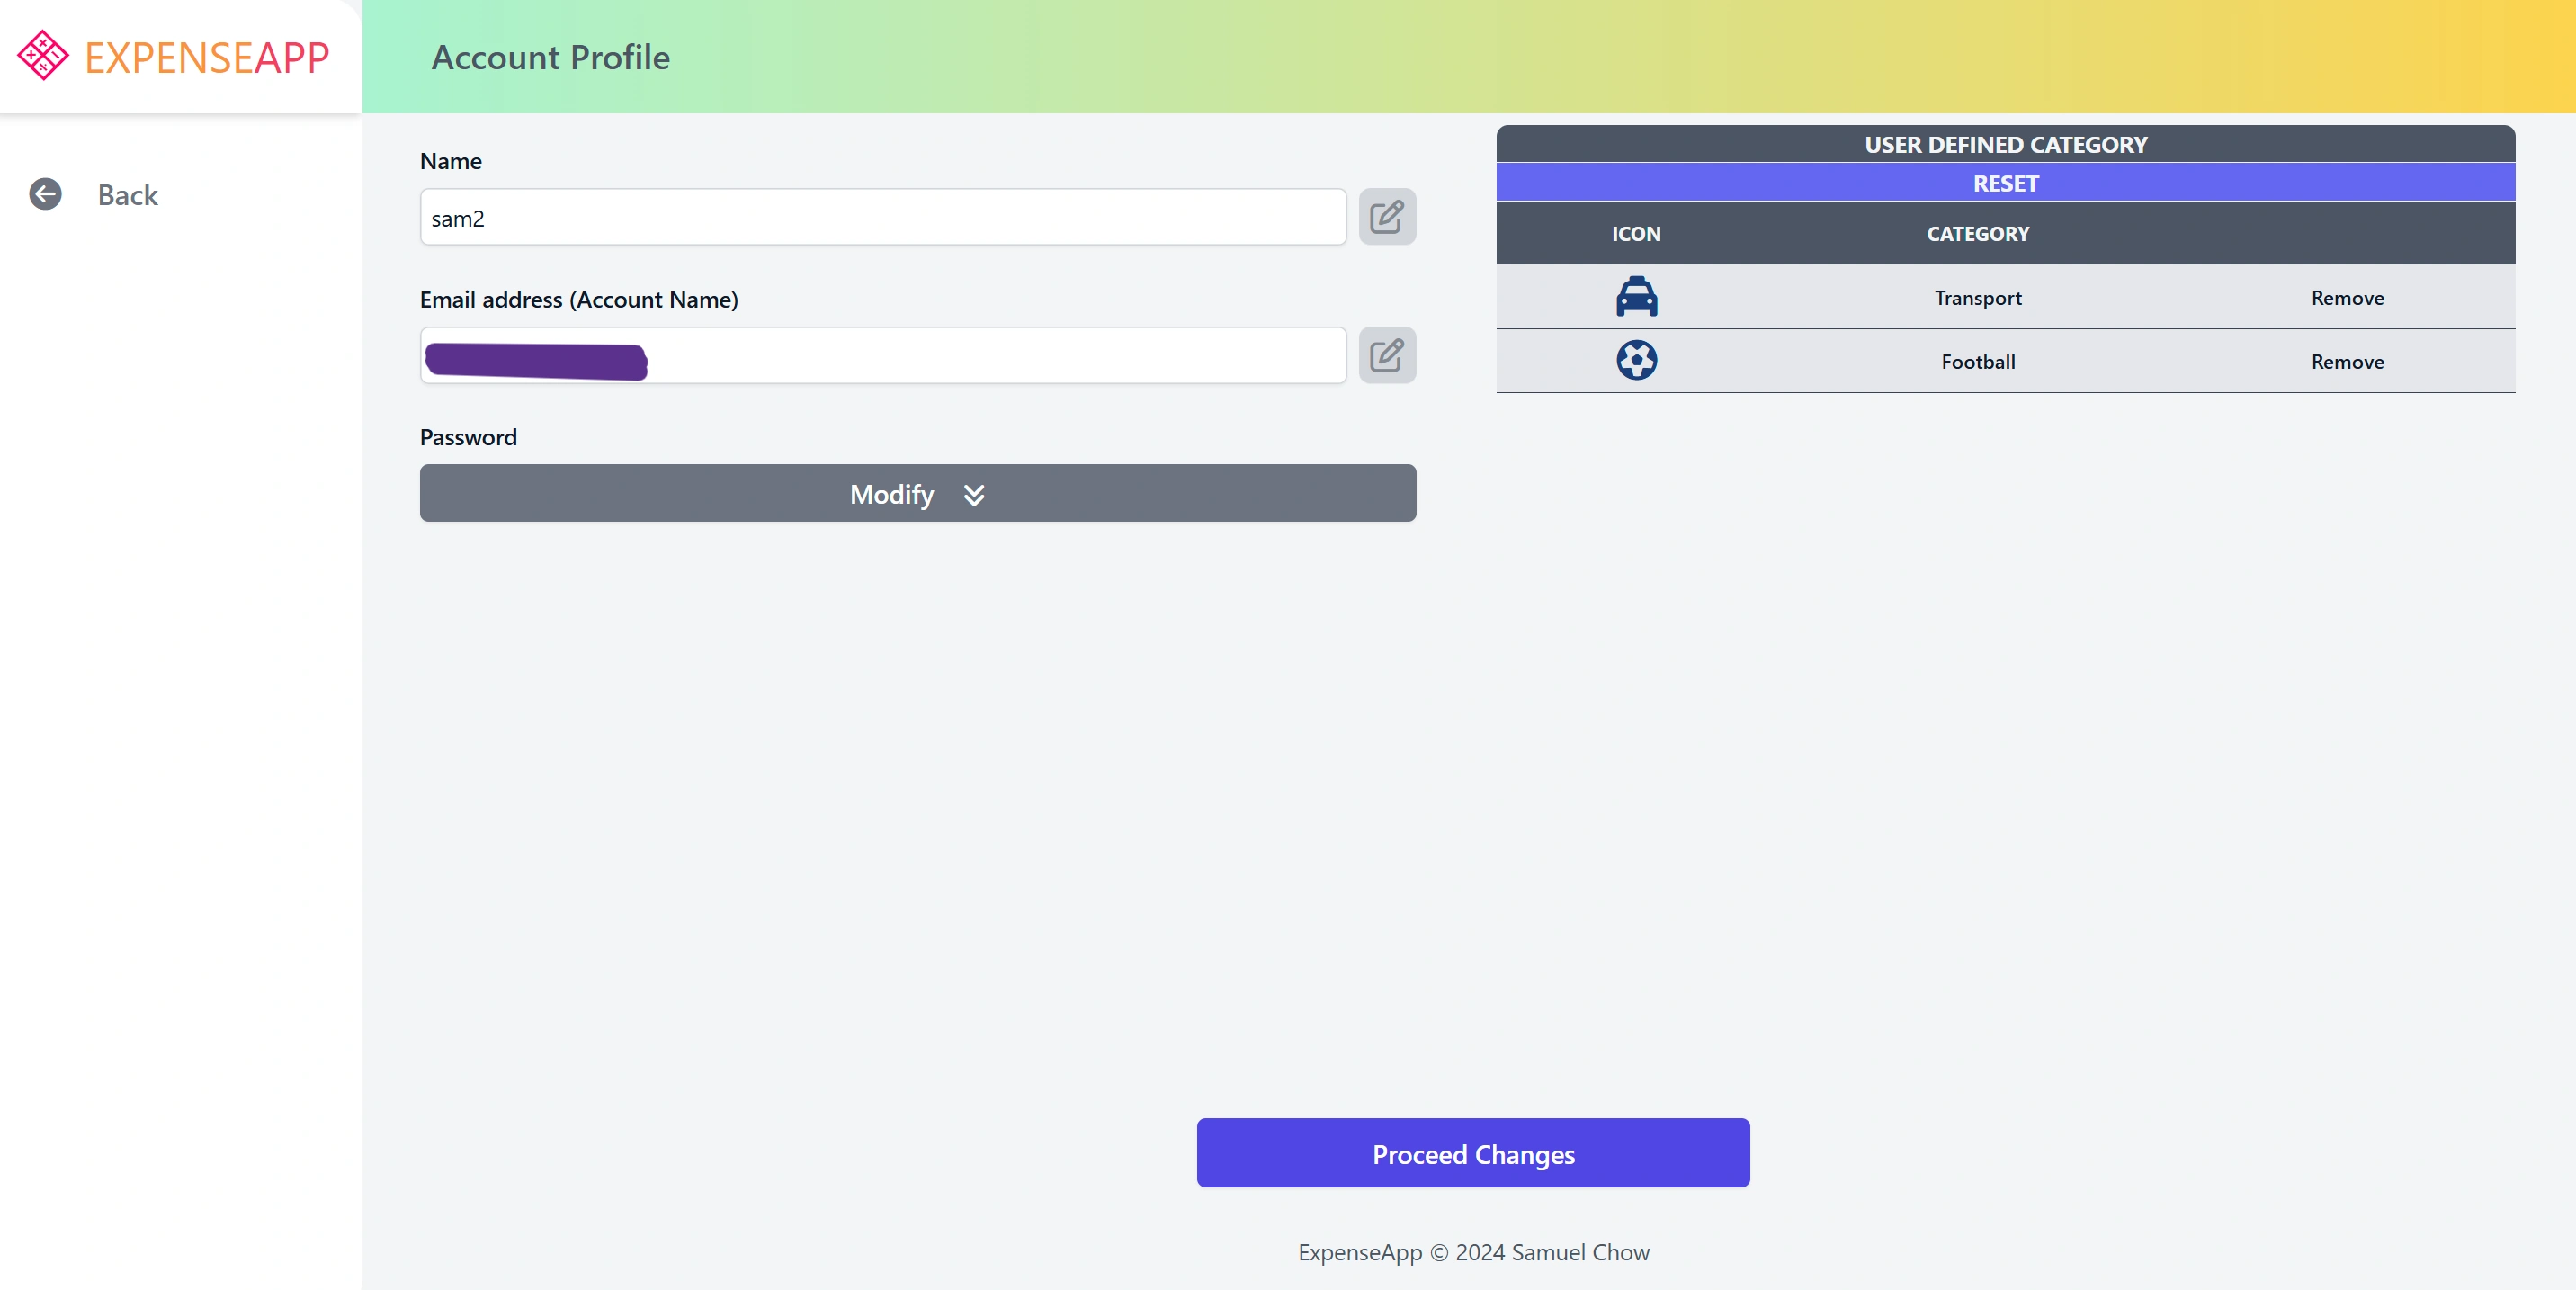 EXPENSEAPP
Account Profile
Back
Name
sam2
Email address (Account Name)
Password
Modify
USER DEFINED CATEGORY
RESET
ICON CATEGORY
Transport Remove
Football Remove
Proceed Changes
ExpenseApp © 2024 Samuel Chow